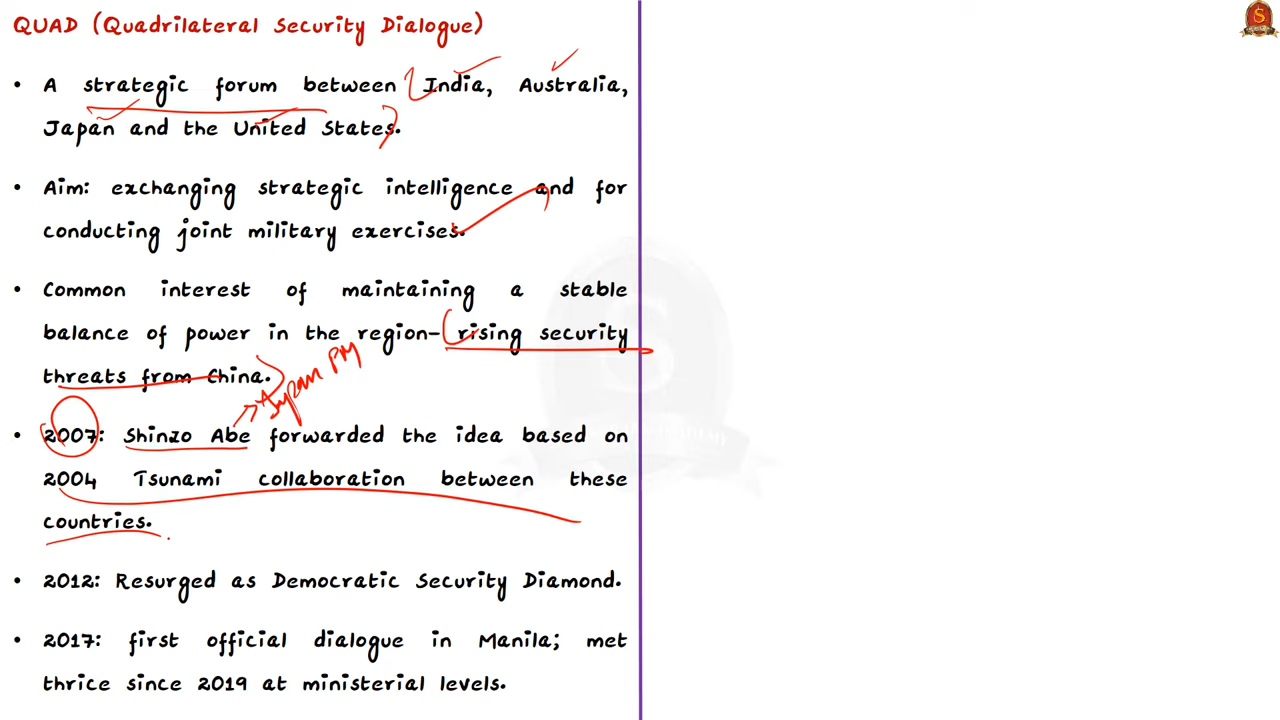 QUAD (Quadrilateral Security Dialogue)
• A strategic forum between India, Australia,
Japan and the United States.
• Aim: exchanging strategic intelligence and for
conducting joint military exercises.
• Common interest of maintaining a stable
balance of power in the region- rising security
threats from China.
Japan PM
• 2007: Shinzo Abe forwarded the idea based on
2004 Tsunami collaboration between these
countries.
• 2012: Resurged as Democratic Security Diamond.
• 2017: first official dialogue in Manila; met
thrice since 2019 at ministerial levels.